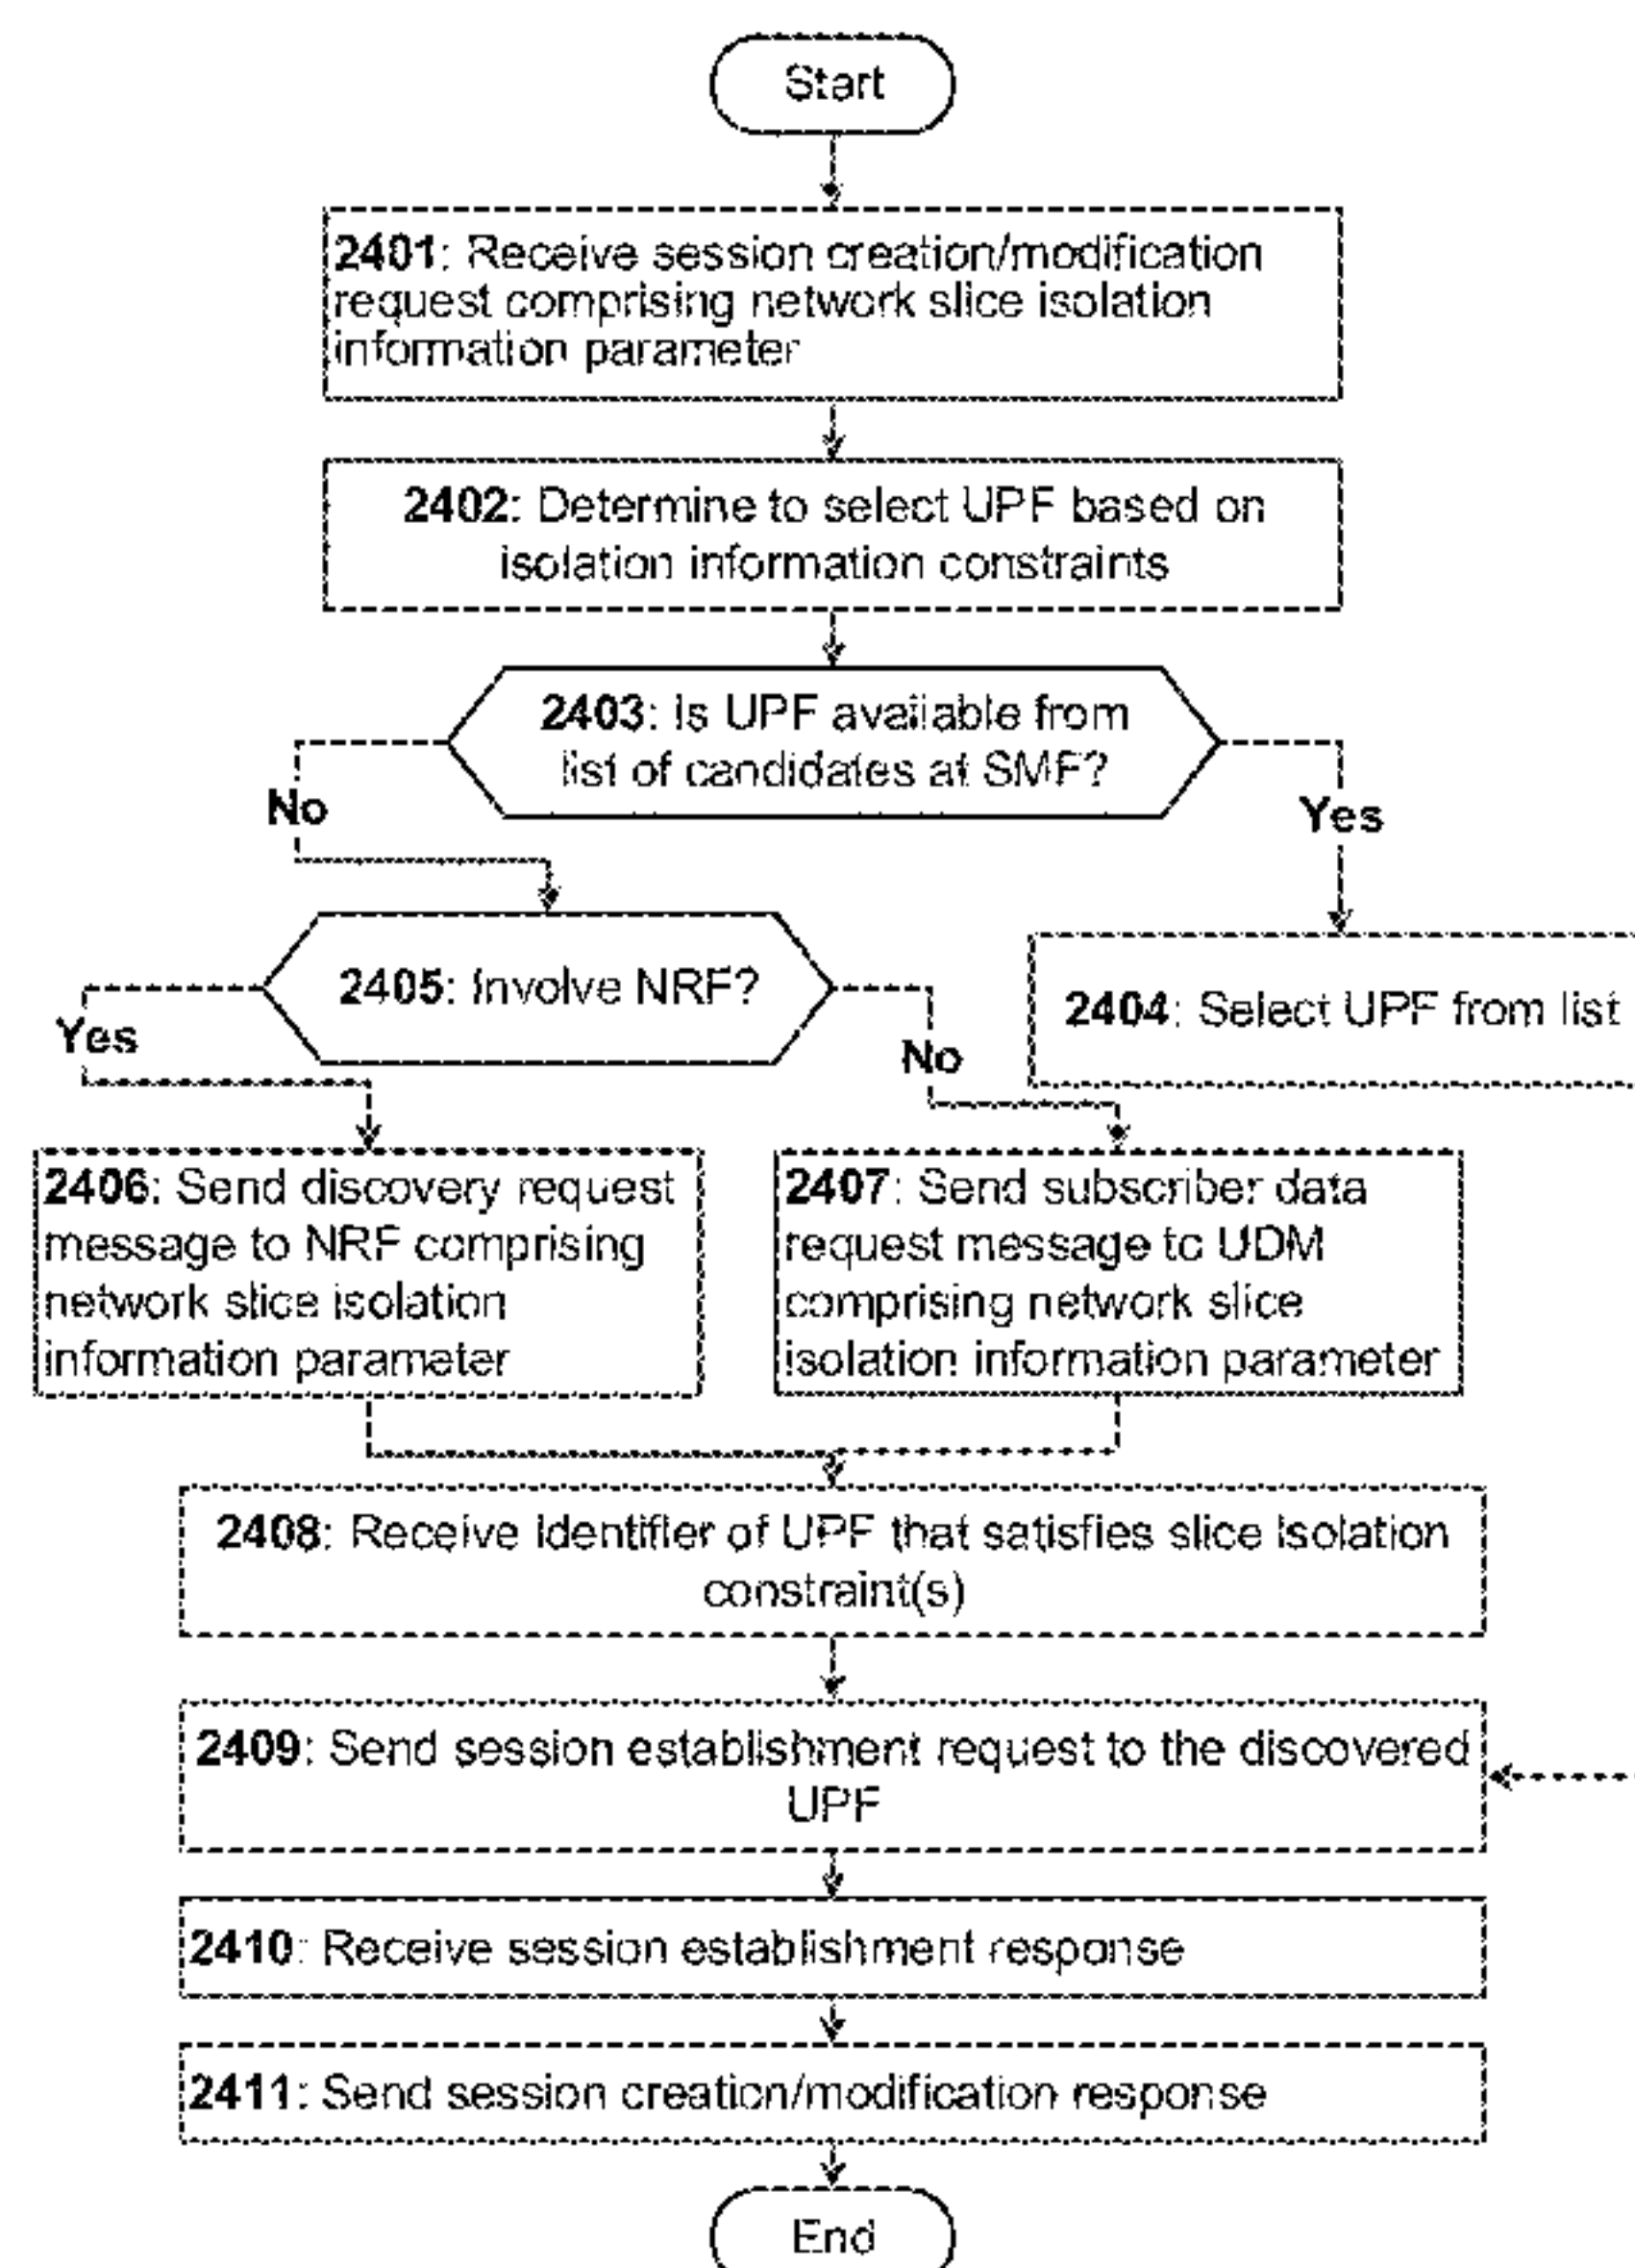 Start
2401: Receive session creation/modification
request comprising network slice isolation
information parameter
2402: Determine to select UPF based on
isolation information constraints
2403: Is UPF available from
list of candidates at SMF?
No
Yes
2405: Involve NRF?
2404: Select UPF from list
Yes
No
2406: Send discovery request
message to NRF comprising
network slice isolation
information parameter
2407: Send subscriber data
request message to UDM
comprising network slice
isolation information parameter
2408: Receive identifier of UPF that satisfies slice isolation
constraint(s)
2409: Send session establishment request to the discovered
UPF
2410: Receive session establishment response
2411: Send session creation/modification response
End